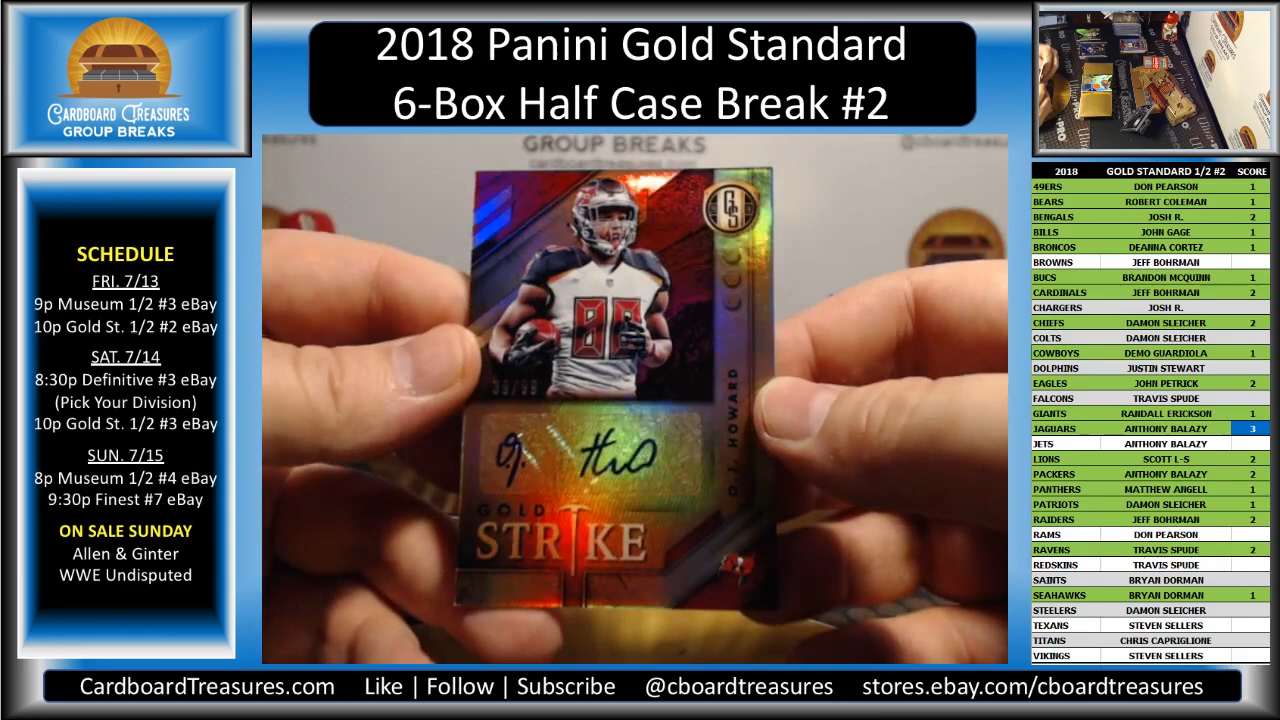 CARDBOARD TREASURES
GROUP BREAKS
2018 Panini Gold Standard
6-Box Half Case Break #2
SCHEDULE
FRI. 7/13
9p Museum 1/2 #3 eBay
10p Gold St. 1/2 #2 eBay
SAT. 7/14
8:30p Definitive #3 eBay
(Pick Your Division)
10p Gold St. 1/2 #3 eBay
SUN. 7/15
8p Museum 1/2 #4 eBay
9:30p Finest #7 eBay
ON SALE SUNDAY
Allen & Ginter
WWE Undisputed
GROUP BREAKS
GS
O.J. HOWARD
O.J. How
GOLD
STRIKE
2018 GOLD STANDARD 1/2 #2 SCORE
49ERS DON PEARSON 1
BEARS ROBERT COLEMAN 1
BENGALS JOSH R. 2
BILLS JOHN GAGE 1
BRONCOS DEANNA CORTEZ 1
BROWNS JEFF BOHRMAN
BUCS BRANDON MCQUINN 1
CARDINALS JEFF BOHRMAN 2
CHARGERS JOSH R.
CHIEFS DAMON SLEICHER 2
COLTS DAMON SLEICHER
COWBOYS DEMO GUARDIOLA 1
DOLPHINS JUSTIN STEWART
EAGLES JOHN PETRICK 2
FALCONS TRAVIS SPUDE
GIANTS RANDALL ERICKSON 1
JAGUARS ANTHONY BALAZY 3
JETS ANTHONY BALAZY
LIONS SCOTT L-S 2
PACKERS ANTHONY BALAZY 2
PANTHERS MATTHEW ANGELL 1
PATRIOTS DAMON SLEICHER 1
RAIDERS JEFF BOHRMAN 2
RAMS DON PEARSON
RAVENS TRAVIS SPUDE 2
REDSKINS TRAVIS SPUDE
SAINTS BRYAN DORMAN
SEAHAWKS BRYAN DORMAN 1
STEELERS DAMON SLEICHER
TEXANS STEVEN SELLERS
TITANS CHRIS CAPRIGLIONE
VIKINGS STEVEN SELLERS
CardboardTreasures.com Like | Follow | Subscribe @cboardtreasures stores.ebay.com/cboardtreasures